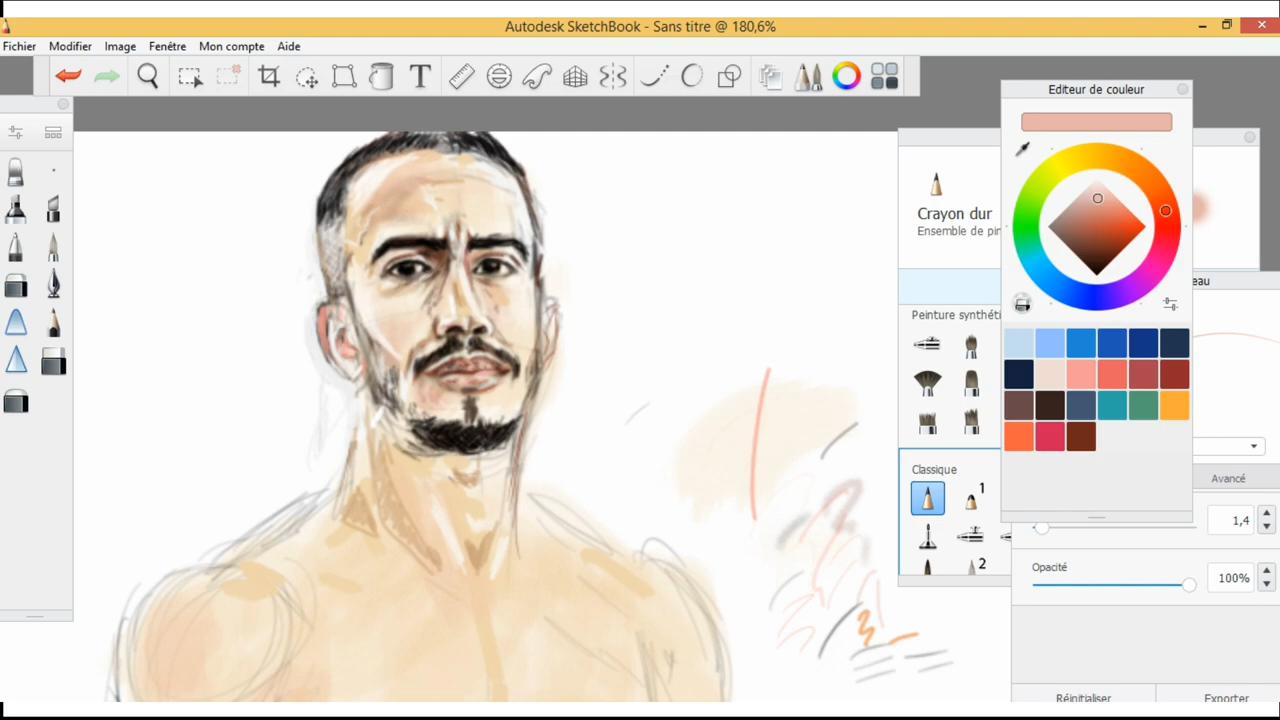 Autodesk SketchBook - Sans titre @ 180,6%
Fichier Modifier Image Fenêtre Mon compte Aide
Editeur de couleur
Crayon dur
Ensemble de pin
eau
Peinture synthéti
Classique
1
2
Avancé
1,4
Opacité
100%
Réinitialiser Exporter